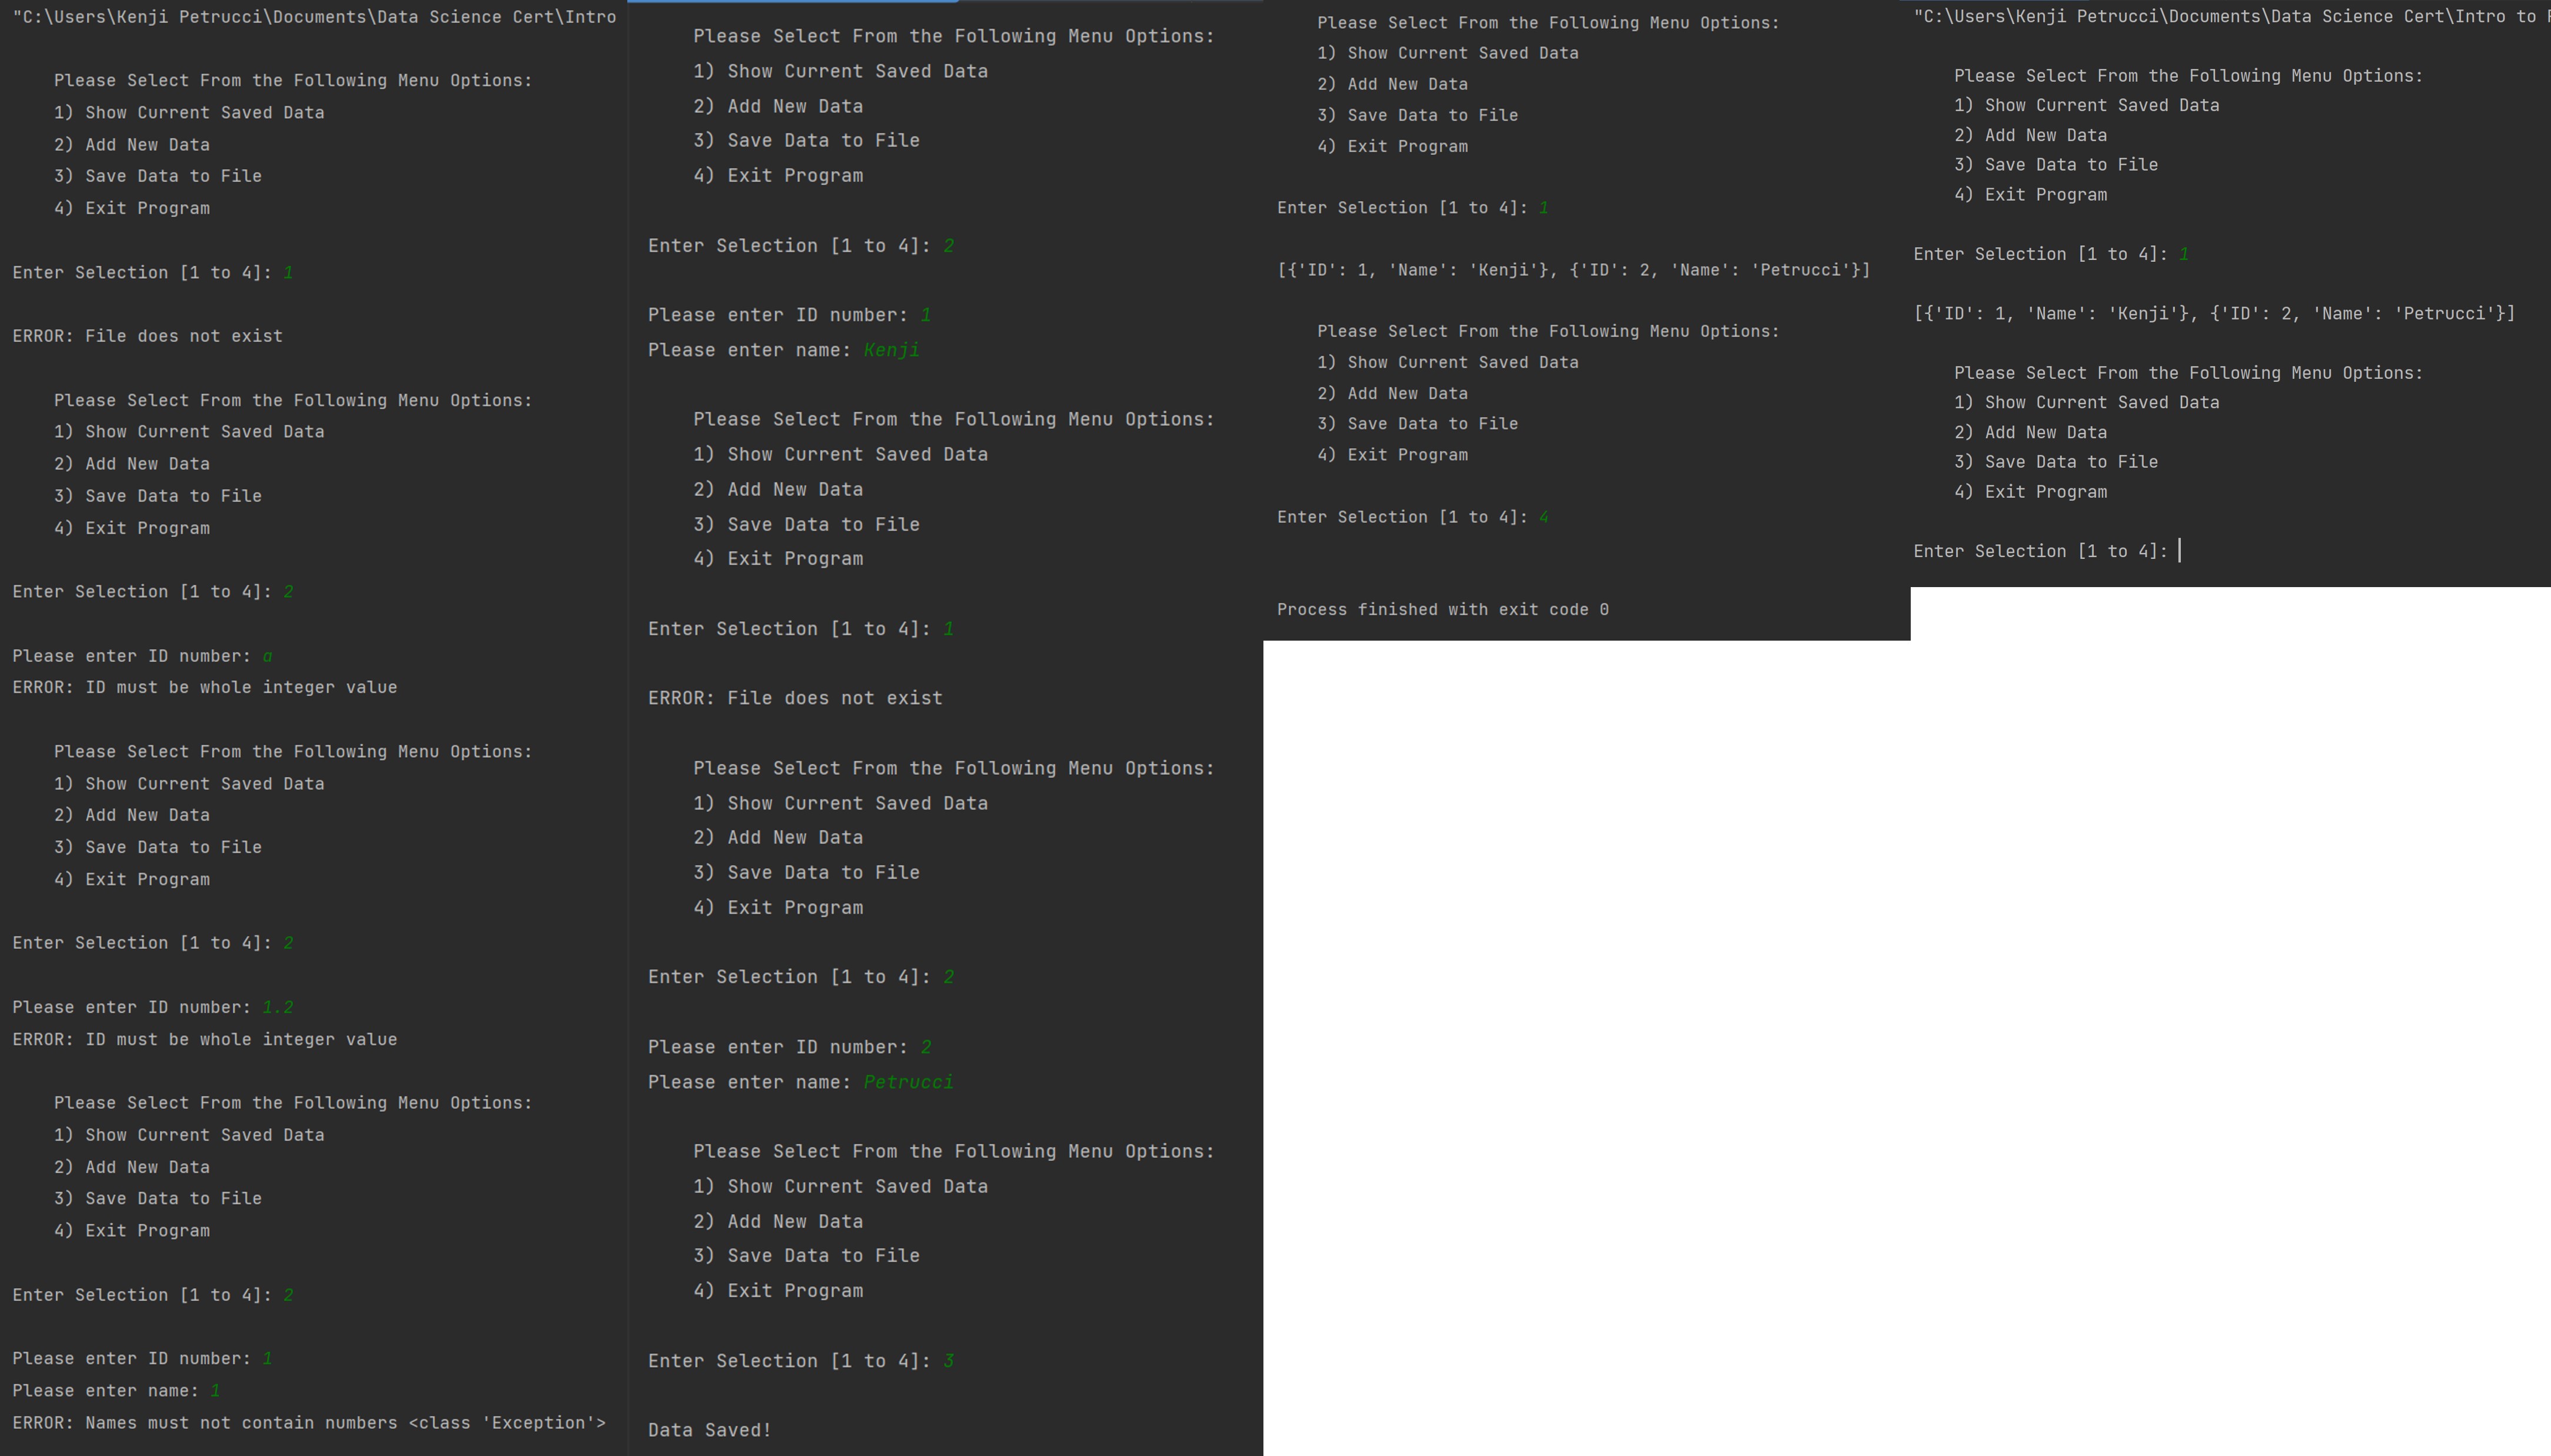 "C:\Users\Kenji Petrucci\Documents\Data Science Cert\Intro
Please Select From the Following Menu Options:
1) Show Current Saved Data
2) Add New Data
3) Save Data to File
4) Exit Program
Enter Selection [1 to 4]: 1
ERROR: File does not exist
Please Select From the Following Menu Options:
1) Show Current Saved Data
2) Add New Data
3) Save Data to File
4) Exit Program
Enter Selection [1 to 4]: 2
Please enter ID number: a
ERROR: ID must be whole integer value
Please Select From the Following Menu Options:
1) Show Current Saved Data
2) Add New Data
3) Save Data to File
4) Exit Program
Enter Selection [1 to 4]: 2
Please enter ID number: 1.2
ERROR: ID must be whole integer value
Please Select From the Following Menu Options:
1) Show Current Saved Data
2) Add New Data
3) Save Data to File
4) Exit Program
Enter Selection [1 to 4]: 2
Please enter ID number: 1
Please enter name: 1
ERROR: Names must not contain numbers <class 'Exception'>
Please Select From the Following Menu Options:
1) Show Current Saved Data
2) Add New Data
3) Save Data to File
4) Exit Program
Enter Selection [1 to 4]: 2
Please enter ID number: 1
Please enter name: Kenji
Please Select From the Following Menu Options:
1) Show Current Saved Data
2) Add New Data
3) Save Data to File
4) Exit Program
Enter Selection [1 to 4]: 1
ERROR: File does not exist
Please Select From the Following Menu Options:
1) Show Current Saved Data
2) Add New Data
3) Save Data to File
4) Exit Program
Enter Selection [1 to 4]: 2
Please enter ID number: 2
Please enter name: Petrucci
Please Select From the Following Menu Options:
1) Show Current Saved Data
2) Add New Data
3) Save Data to File
4) Exit Program
Enter Selection [1 to 4]: 3
Data Saved!
Please Select From the Following Menu Options:
1) Show Current Saved Data
2) Add New Data
3) Save Data to File
4) Exit Program
Enter Selection [1 to 4]: 1
[{'ID': 1, 'Name': 'Kenji'}, {'ID': 2, 'Name': 'Petrucci'}]
Please Select From the Following Menu Options:
1) Show Current Saved Data
2) Add New Data
3) Save Data to File
4) Exit Program
Enter Selection [1 to 4]: 4
Process finished with exit code 0
"C:\Users\Kenji Petrucci\Documents\Data Science Cert\Intro to
Please Select From the Following Menu Options:
1) Show Current Saved Data
2) Add New Data
3) Save Data to File
4) Exit Program
Enter Selection [1 to 4]: 1
[{'ID': 1, 'Name': 'Kenji'}, {'ID': 2, 'Name': 'Petrucci'}]
Please Select From the Following Menu Options:
1) Show Current Saved Data
2) Add New Data
3) Save Data to File
4) Exit Program
Enter Selection [1 to 4]: